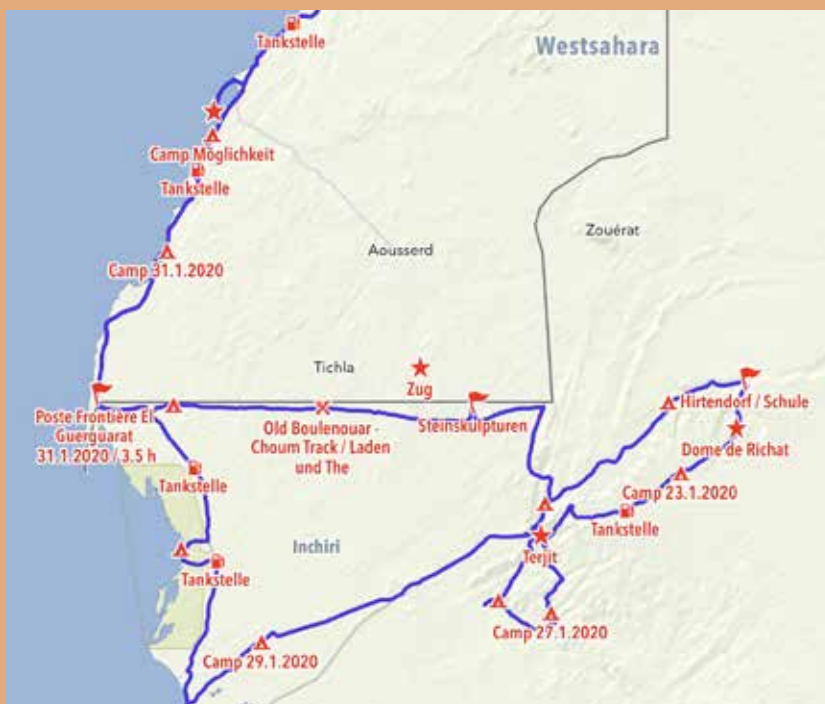 Tankstelle
Westsahara
Camp Möglichkeit
Tankstelle
Aousserd
Zouérat
Camp 31.1.2020
Tichla
Zug
Poste Frontière El
Guerguarat
31 1.2020 / 3.5 h
Old Boulenouar -
Choum Track / Laden
und The
Steinskulpturen
Hirtendorf / Schule
Dome de Richat
Tankstelle
Camp 23.1.2020
Tankstelle
Inchiri
Terjit
Tankstelle
Camp 29.1.2020
Camp 27.1.2020